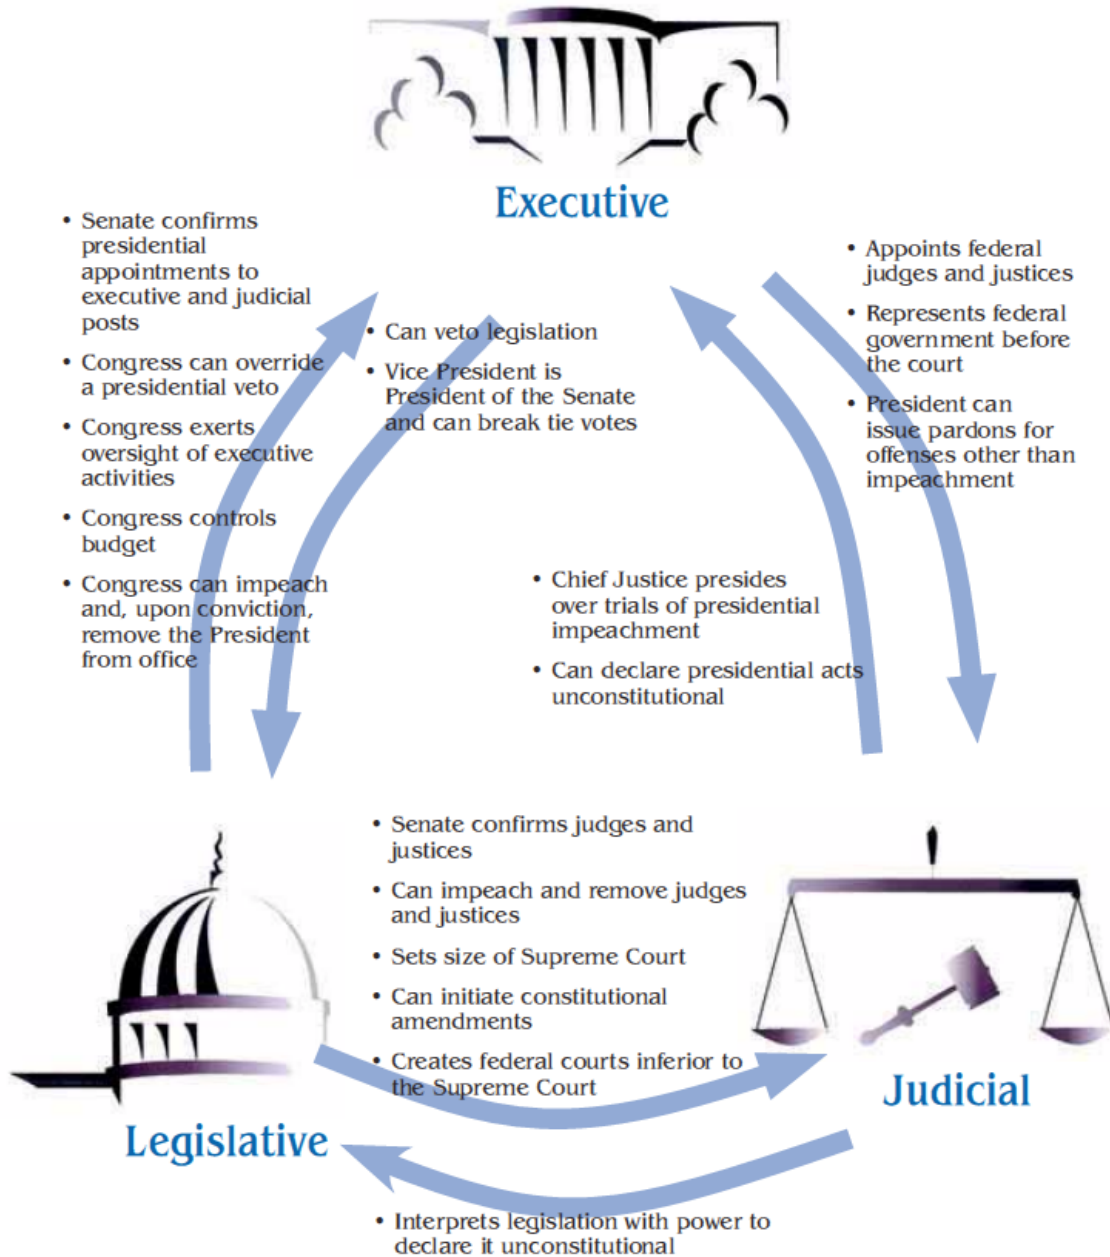 Executive
• Senate confirms
presidential
appointments to
executive and judicial
posts
• Congress can override
a presidential veto
• Congress exerts
oversight of executive
activities
• Congress controls
budget
• Congress can impeach
and, upon conviction,
remove the President
from office
• Can veto legislation
• Vice President is
President of the Senate
and can break tie votes
• Appoints federal
judges and justices
• Represents federal
government before
the court
• President can
issue pardons for
offenses other than
impeachment
• Chief Justice presides
over trials of presidential
impeachment
• Can declare presidential acts
unconstitutional
• Senate confirms judges and
justices
• Can impeach and remove judges
and justices
• Sets size of Supreme Court
• Can initiate constitutional
amendments
• Creates federal courts inferior to
the Supreme Court
Judicial
Legislative
• Interprets legislation with power to
declare it unconstitutional